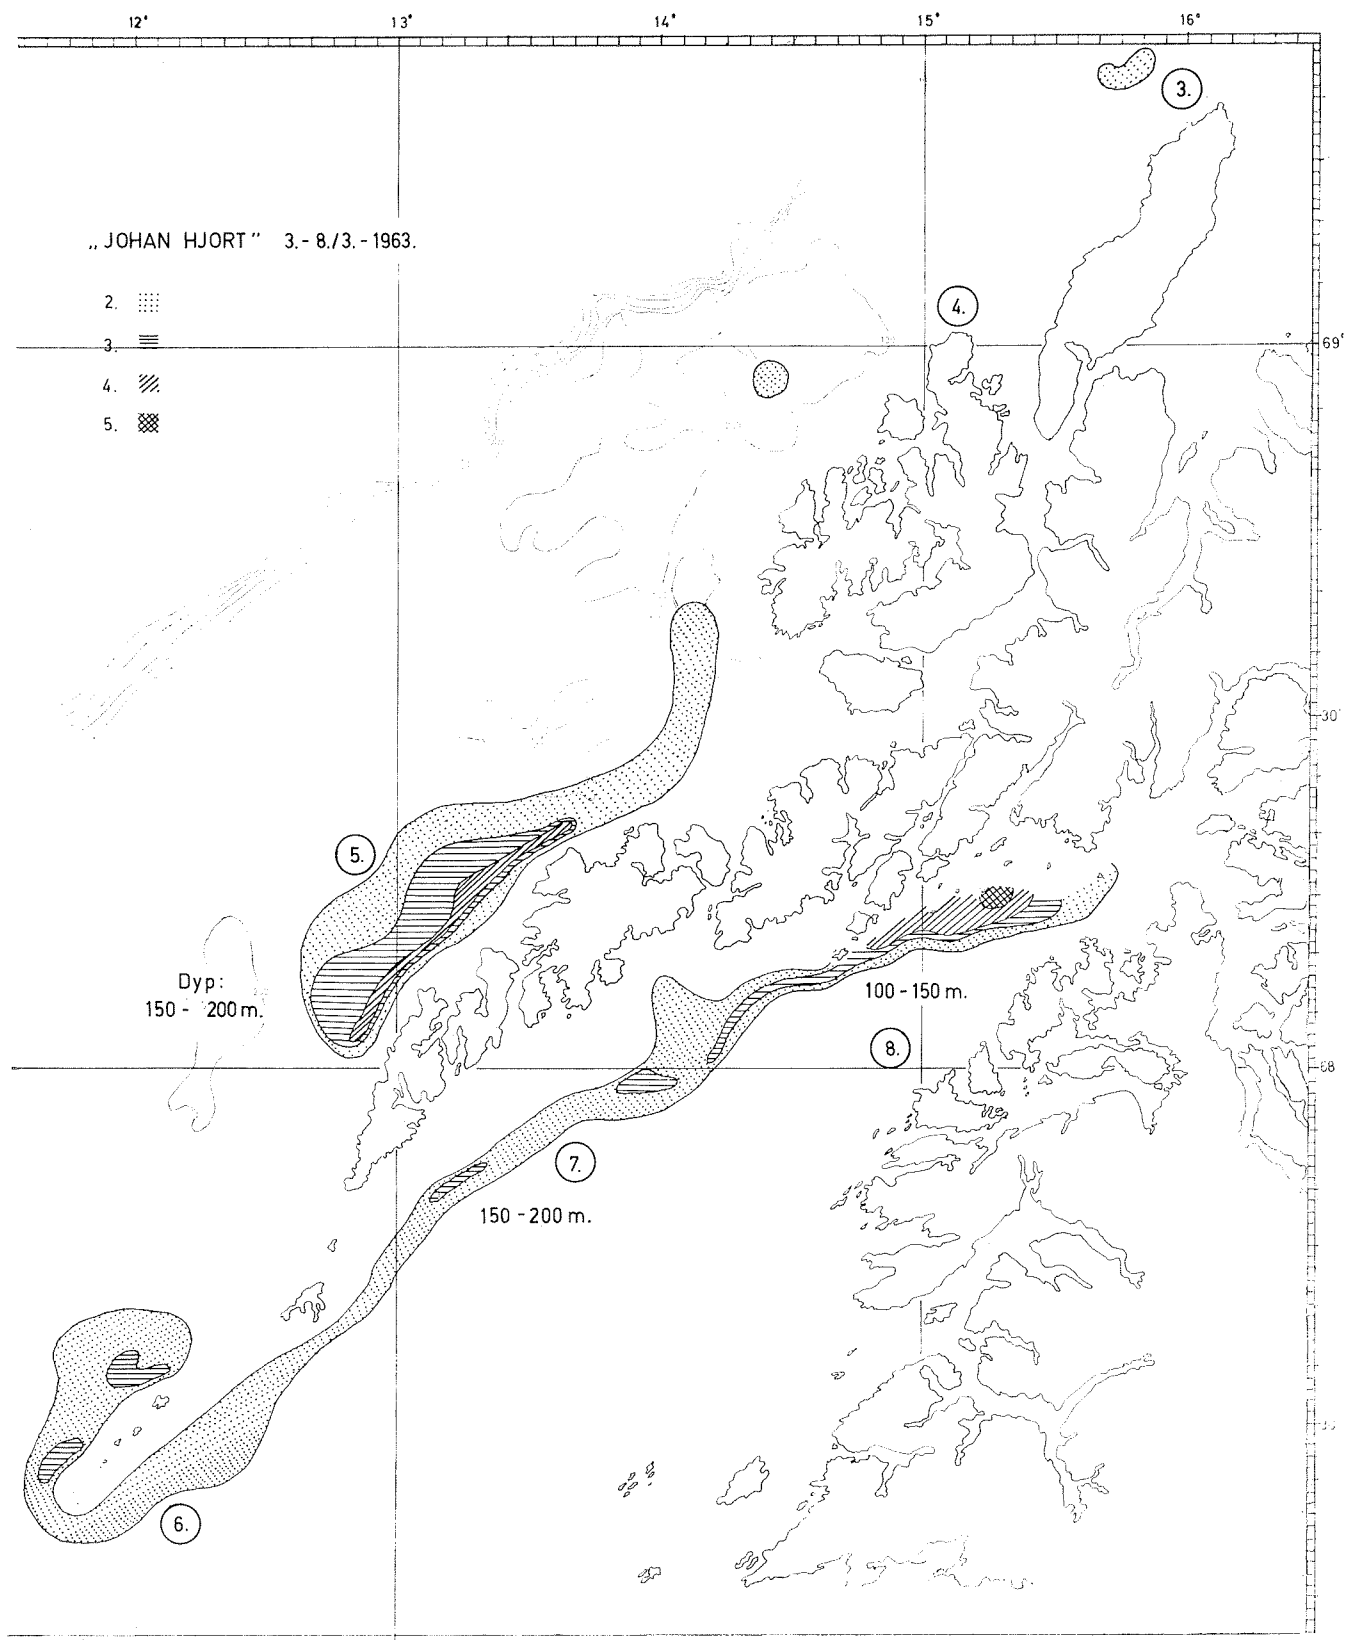 12° 13° 14° 15° 16°
3.
„JOHAN HJORT" 3.- 8./3.- 1963.
2.
4.
3.
69°
4.
5.
30'
5.
Dyp:
150 - 200 m.
100 - 150 m.
8.
68
7.
150 - 200 m.
6.